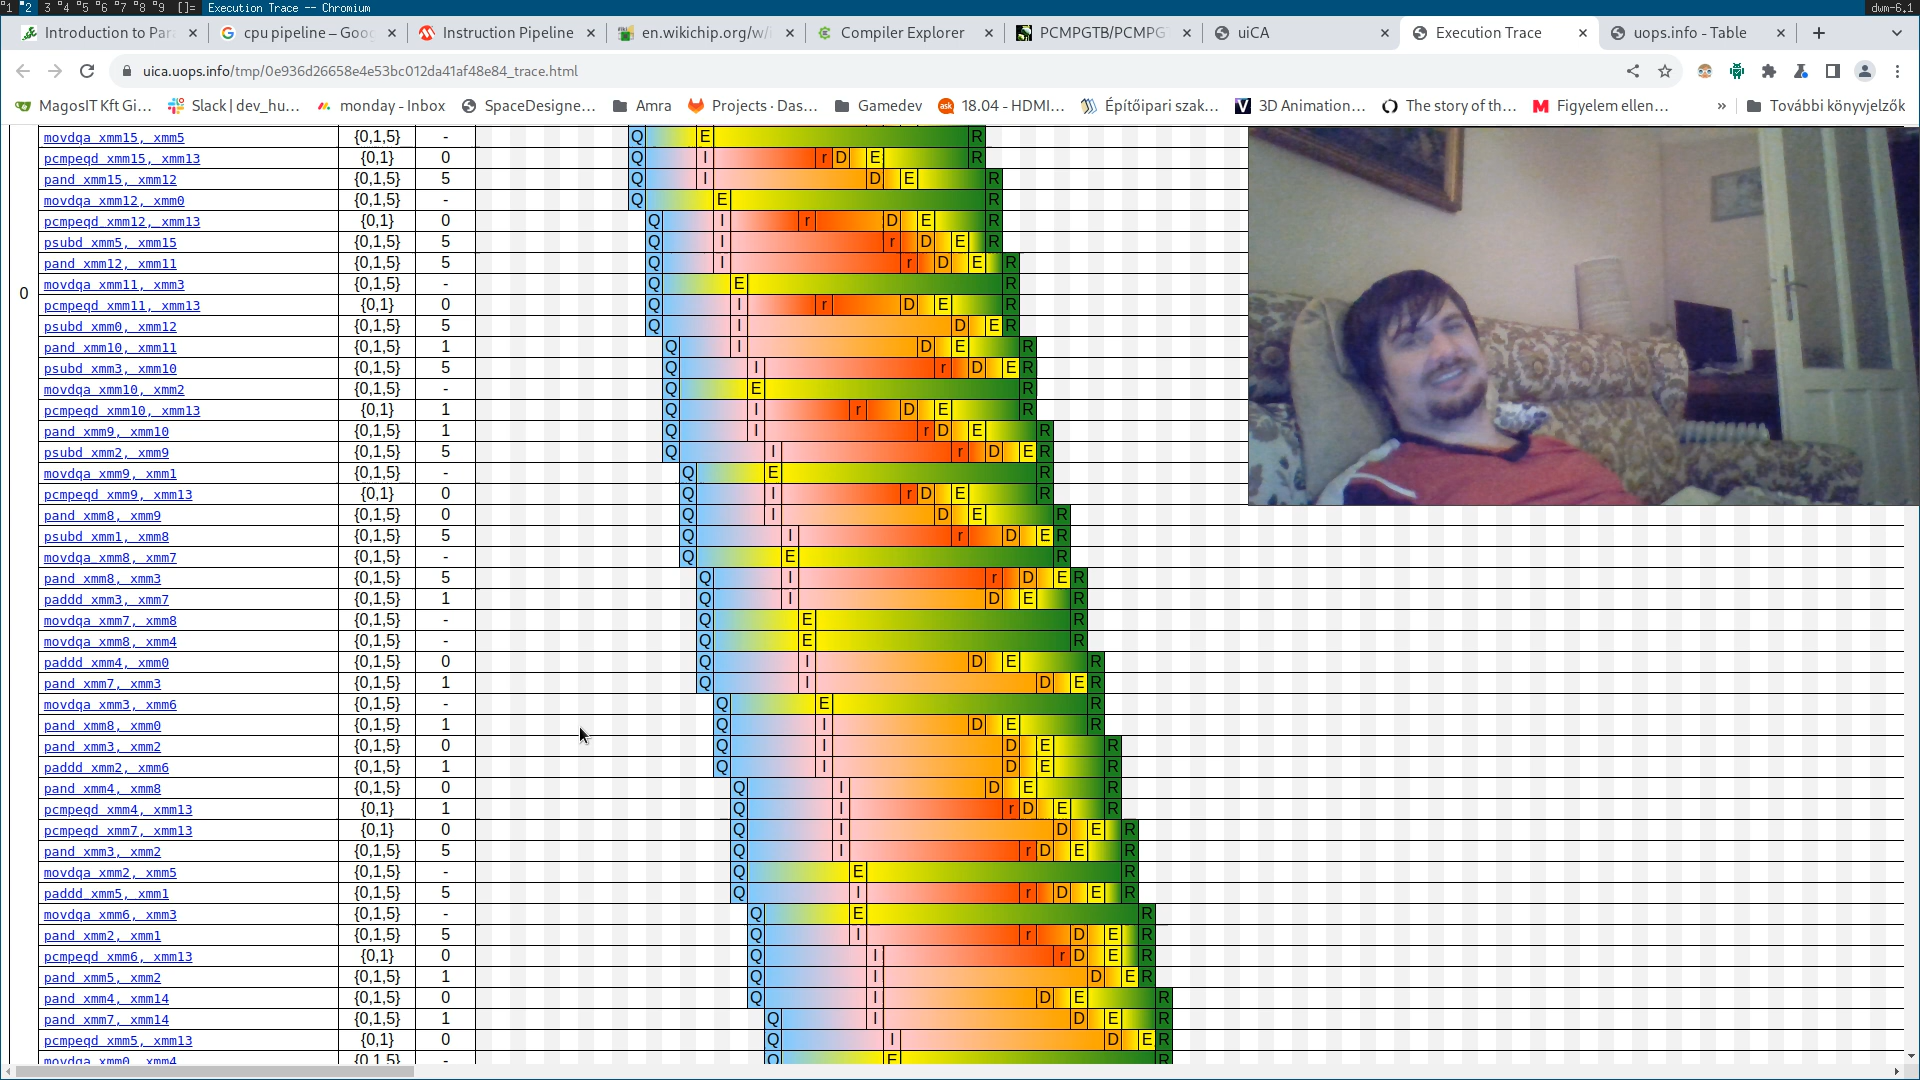 1 2 3 4 5 6 7 8 9 []= Execution Trace -- Chromium dwm-6.1
Introduction to Par cpu pipeline – Goo Instruction Pipeline en.wikichip.org/w/ Compiler Explorer PCMPGTB/PCMPG uiCA Execution Trace uops.info - Table
uica.uops.info/tmp/0e936d26658e4e53bc012da41af48e84_trace.html
MagosIT Kft Gi... Slack | dev_hu... monday - Inbox SpaceDesigne... Amra Projects · Das... Gamedev 18.04 - HDMI... Építőipari szak... 3D Animation... The story of th... Figyelem ellen... » További könyvjelzők
movdqa xmm15, xmm5 {0,1,5} - Q E R
pcmpeqd xmm15, xmm13 {0,1} 0 Q I r D E R
pand xmm15, xmm12 {0,1,5} 5 Q I D E R
movdqa xmm12, xmm0 {0,1,5} - Q E R
pcmpeqd xmm12, xmm13 {0,1} 0 Q I r D E R
psubd xmm5, xmm15 {0,1,5} 5 Q I r D E R
pand xmm12, xmm11 {0,1,5} 5 Q I r D E R
movdqa xmm11, xmm3 {0,1,5} - Q E R
0
pcmpeqd xmm11, xmm13 {0,1} 0 Q I r D E R
psubd xmm0, xmm12 {0,1,5} 5 Q I D E R
pand xmm10, xmm11 {0,1,5} 1 Q I D E R
psubd xmm3, xmm10 {0,1,5} 5 Q I r D E R
movdqa xmm10, xmm2 {0,1,5} - Q E R
pcmpeqd xmm10, xmm13 {0,1} 1 Q I r D E R
pand xmm9, xmm10 {0,1,5} 1 Q I r D E R
psubd xmm2, xmm9 {0,1,5} 5 Q I r D E R
movdqa xmm9, xmm1 {0,1,5} - Q E R
pcmpeqd xmm9, xmm13 {0,1} 0 Q I r D E R
pand xmm8, xmm9 {0,1,5} 0 Q I D E R
psubd xmm1, xmm8 {0,1,5} 5 Q I r D E R
movdqa xmm8, xmm7 {0,1,5} - Q E R
pand xmm8, xmm3 {0,1,5} 5 Q I r D E R
paddd xmm3, xmm7 {0,1,5} 1 Q I D E R
movdqa xmm7, xmm8 {0,1,5} - Q E R
movdqa xmm8, xmm4 {0,1,5} - Q E R
paddd xmm4, xmm0 {0,1,5} 0 Q I D E R
pand xmm7, xmm3 {0,1,5} 1 Q I D E R
movdqa xmm3, xmm6 {0,1,5} - Q E R
pand xmm8, xmm0 {0,1,5} 1 Q I D E R
pand xmm3, xmm2 {0,1,5} 0 Q I D E R
paddd xmm2, xmm6 {0,1,5} 1 Q I D E R
pand xmm4, xmm8 {0,1,5} 0 Q I D E R
pcmpeqd xmm4, xmm13 {0,1} 1 Q I r D E R
pcmpeqd xmm7, xmm13 {0,1} 0 Q I D E R
pand xmm3, xmm2 {0,1,5} 5 Q I r D E R
movdqa xmm2, xmm5 {0,1,5} - Q E R
paddd xmm5, xmm1 {0,1,5} 5 Q I r D E R
movdqa xmm6, xmm3 {0,1,5} - Q E R
pand xmm2, xmm1 {0,1,5} 5 Q I r D E R
pcmpeqd xmm6, xmm13 {0,1} 0 Q I r D E R
pand xmm5, xmm2 {0,1,5} 1 Q I D E R
pand xmm4, xmm14 {0,1,5} 0 Q I D E R
pand xmm7, xmm14 {0,1,5} 1 Q I D E R
pcmpeqd xmm5, xmm13 {0,1} 0 Q I D E R
movdqa xmm0, xmm4 {0,1,5} - Q E R